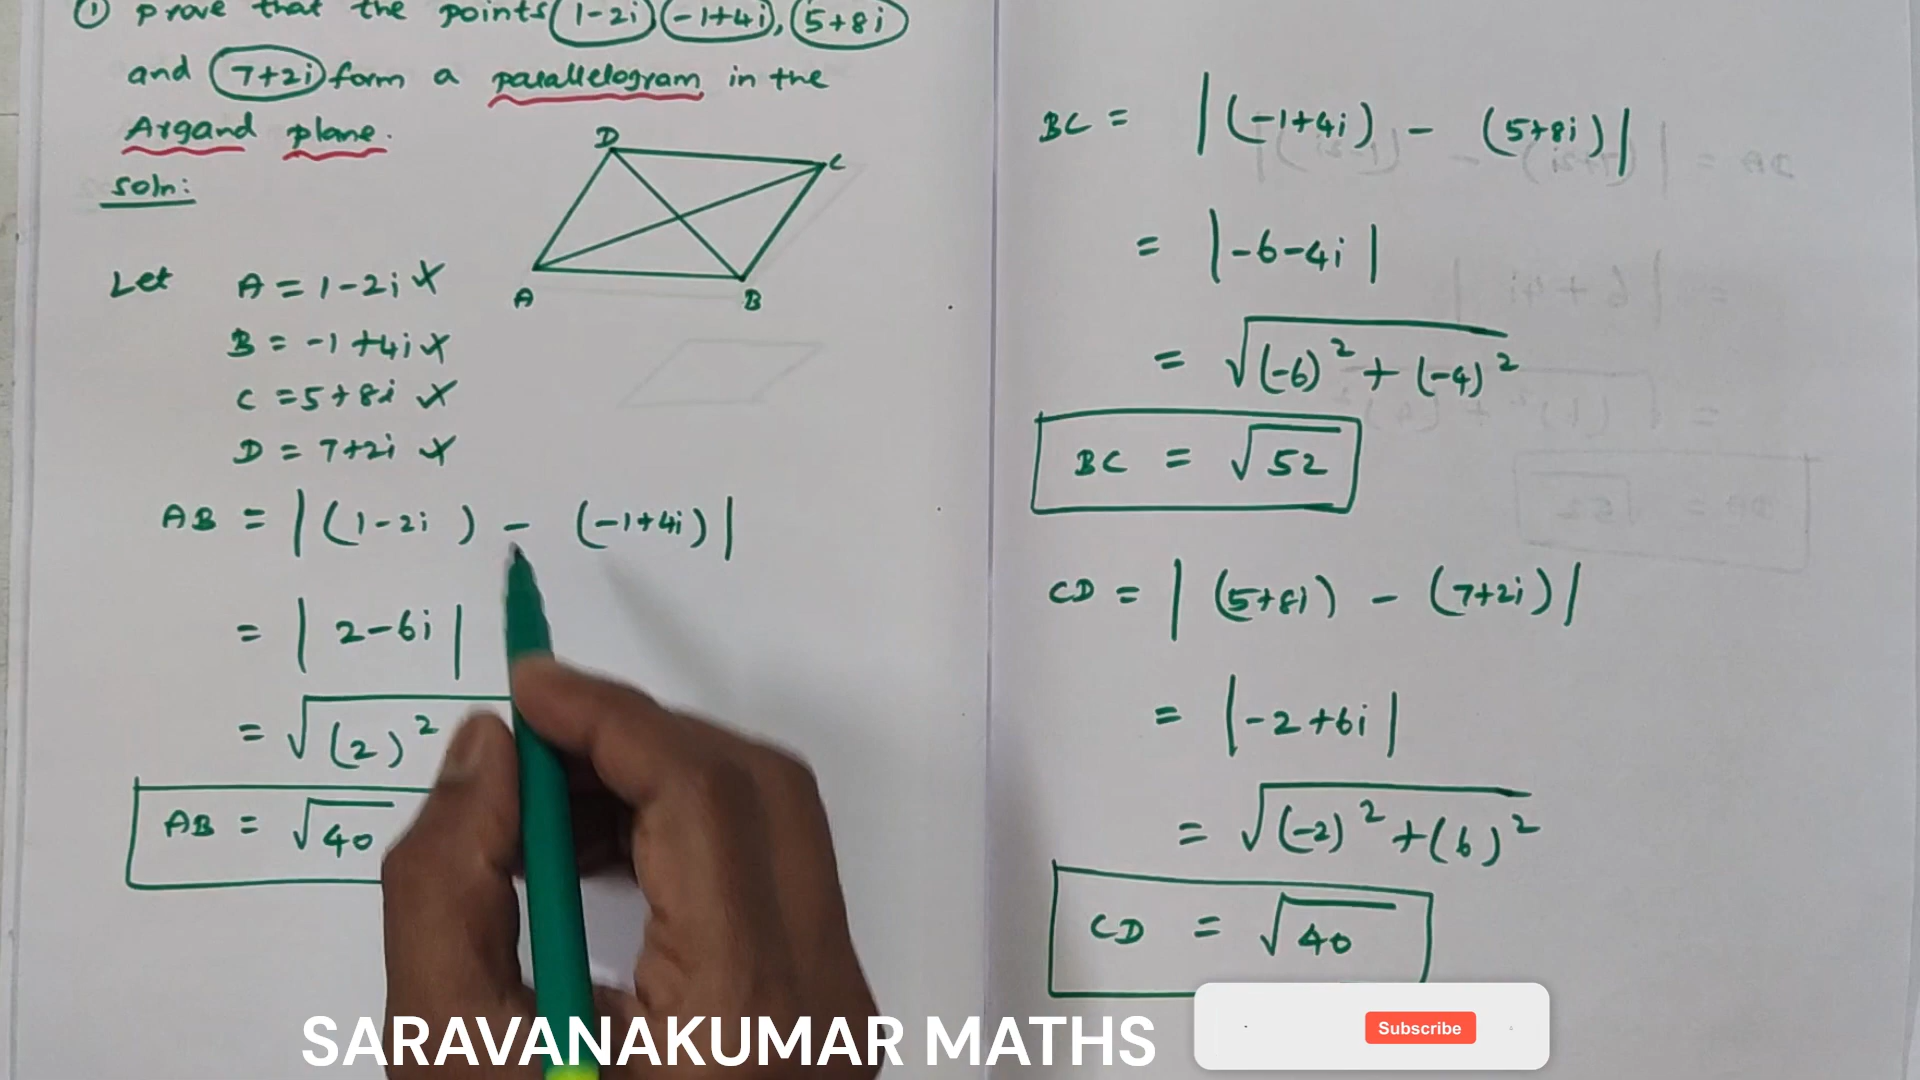 ① Prove that the points (1-2i) (-1+4i), (5+8i)
and (7+2i) form a parallelogram in the
Argand plane.
soln:
D
C
A
B
Let A = 1-2i
B = -1+4i
C = 5+8i
D = 7+2i
AB = |(1-2i) - (-1+4i)|
= |2-6i|
= √(2)²
AB = √40
BC = |(-1+4i) - (5+8i)|
= |-6-4i|
= √(-6)² + (-4)²
BC = √52
CD = |(5+8i) - (7+2i)|
= |-2+6i|
= √(-2)² + (6)²
CD = √40
SARAVANAKUMAR MATHS
Subscribe